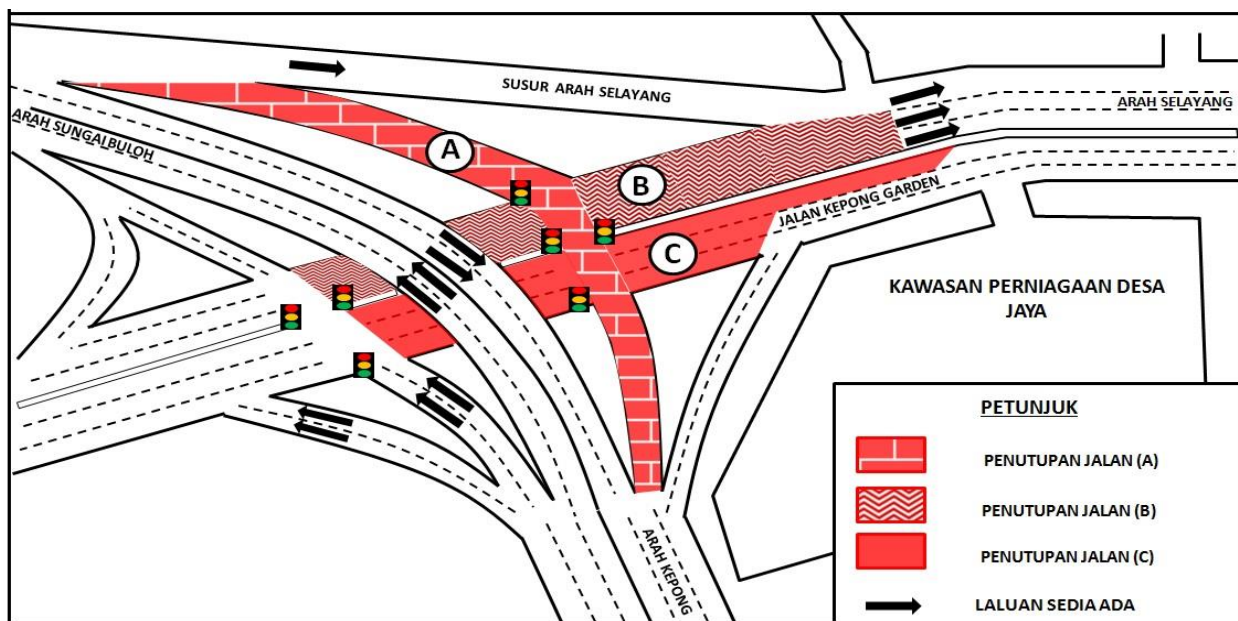 SUSUR ARAH SELAYANG
ARAH SELAYANG
ARAH SUNGAI BULOH
A
B
JALAN KEPONG GARDEN
C
KAWASAN PERNIAGAAN DESA
JAYA
ARAH KEPONG
PETUNJUK
PENUTUPAN JALAN (A)
PENUTUPAN JALAN (B)
PENUTUPAN JALAN (C)
LALUAN SEDIA ADA